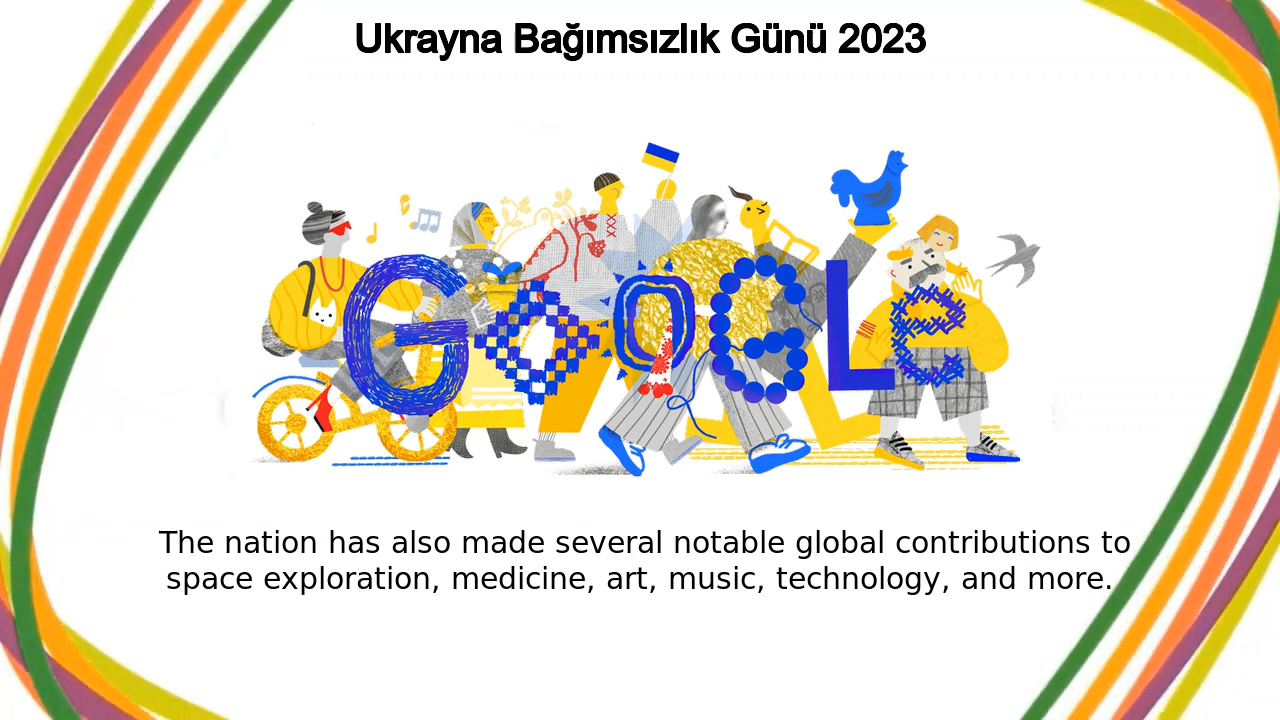 Ukrayna Bağımsızlık Günü 2023
GOOGLe
The nation has also made several notable global contributions to
space exploration, medicine, art, music, technology, and more.